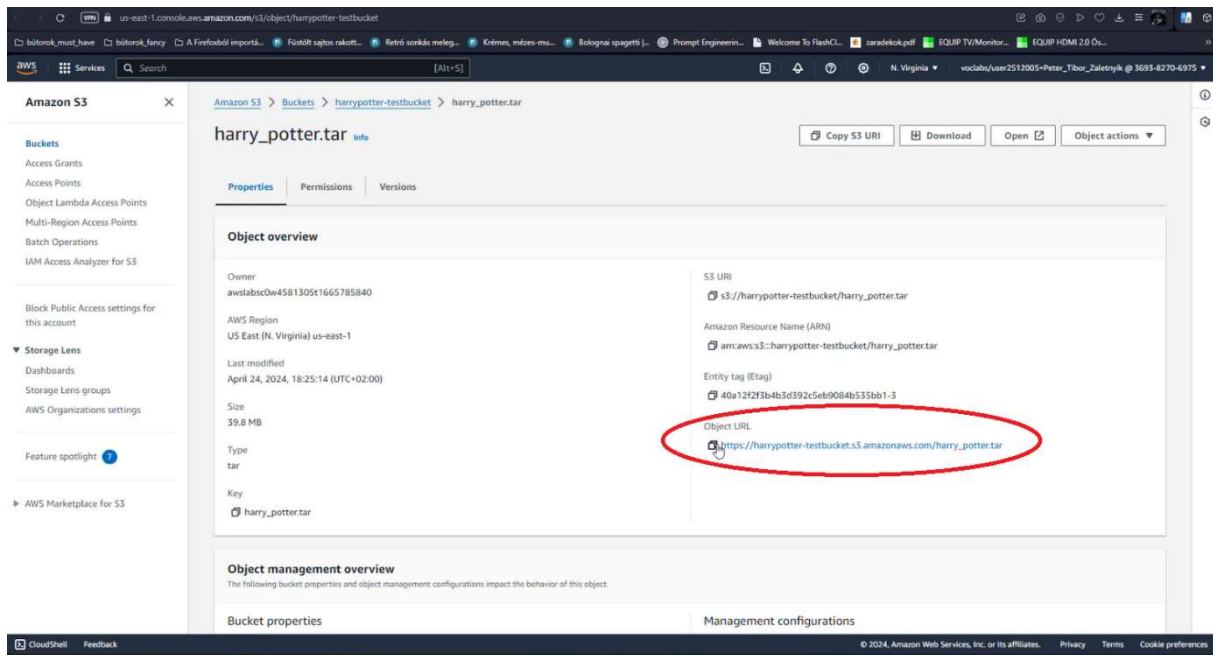 VPN us-east-1.console.aws.amazon.com/s3/object/harrypotter-testbucket
bútorok_must_have bútorok_fancy A Firefoxból importá... Füstölt sajtos rakott... Retró sonkás meleg... Krémes, mézes-mu... Bolognai spagetti |... Prompt Engineerin... Welcome To FlashCl... zaradekok.pdf EQUIP TV/Monitor... EQUIP HDMI 2.0 Ös... »
aws Services Search [Alt+S] N. Virginia ▼ voclabs/user2512005=Peter_Tibor_Zaletnyik @ 3693-8270-6975 ▼
Amazon S3
Buckets
Access Grants
Access Points
Object Lambda Access Points
Multi-Region Access Points
Batch Operations
IAM Access Analyzer for S3
Block Public Access settings for
this account
Storage Lens
Dashboards
Storage Lens groups
AWS Organizations settings
Feature spotlight 7
AWS Marketplace for S3
Amazon S3 > Buckets > harrypotter-testbucket > harry_potter.tar
harry_potter.tar Info
Copy S3 URI Download Open Object actions ▼
Properties Permissions Versions
Object overview
Owner
awslabsc0w4581305t1665785840
AWS Region
US East (N. Virginia) us-east-1
Last modified
April 24, 2024, 18:25:14 (UTC+02:00)
Size
39.8 MB
Type
tar
Key
harry_potter.tar
S3 URI
s3://harrypotter-testbucket/harry_potter.tar
Amazon Resource Name (ARN)
arn:aws:s3:::harrypotter-testbucket/harry_potter.tar
Entity tag (Etag)
40a12f2f3b4b3d392c5eb9084b535bb1-3
Object URL
https://harrypotter-testbucket.s3.amazonaws.com/harry_potter.tar
Object management overview
The following bucket properties and object management configurations impact the behavior of this object.
Bucket properties
Management configurations
CloudShell Feedback © 2024, Amazon Web Services, Inc. or its affiliates. Privacy Terms Cookie preferences